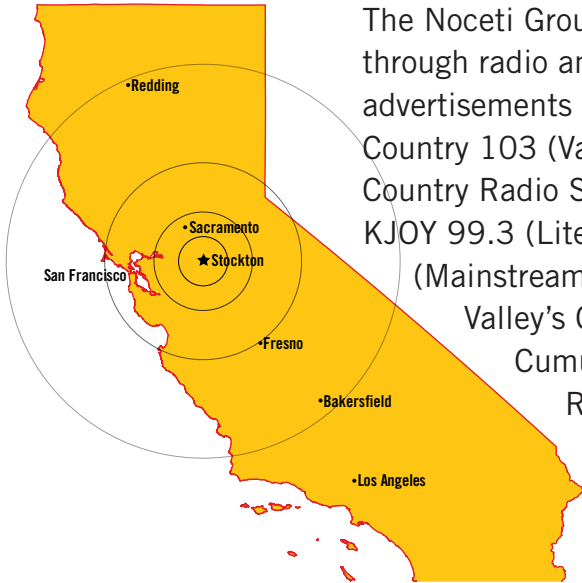 The Noceti Grou
through radio an
advertisements
Country 103 (Va
Country Radio S
KJOY 99.3 (Lite
(Mainstream
Valley’s C
Cumu
R
Redding
Sacramento
Stockton
San Francisco
Fresno
Bakersfield
Los Angeles